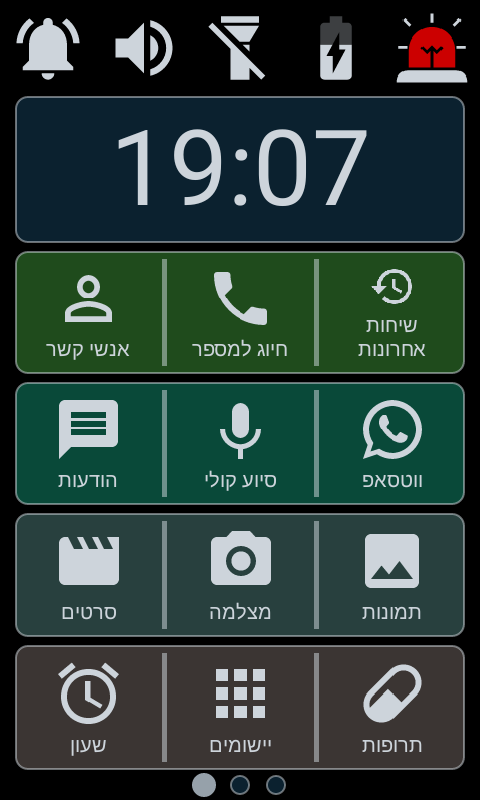 19:07
שיחות
אחרונות
חיוג למספר
אנשי קשר
ווטסאפ
סיוע קולי
הודעות
תמונות
מצלמה
סרטים
תרופות
יישומים
שעון